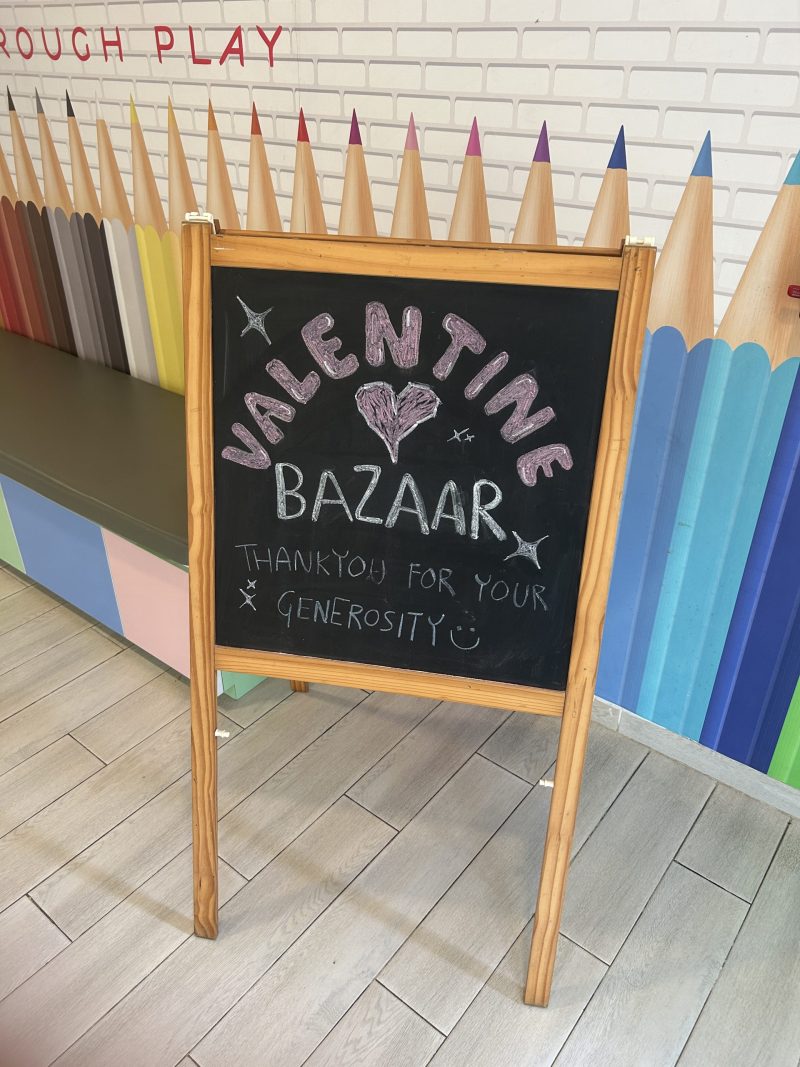 ROUGH PLAY
VALENTINE
BAZAAR
THANKYOU FOR YOUR
GENEROSITY